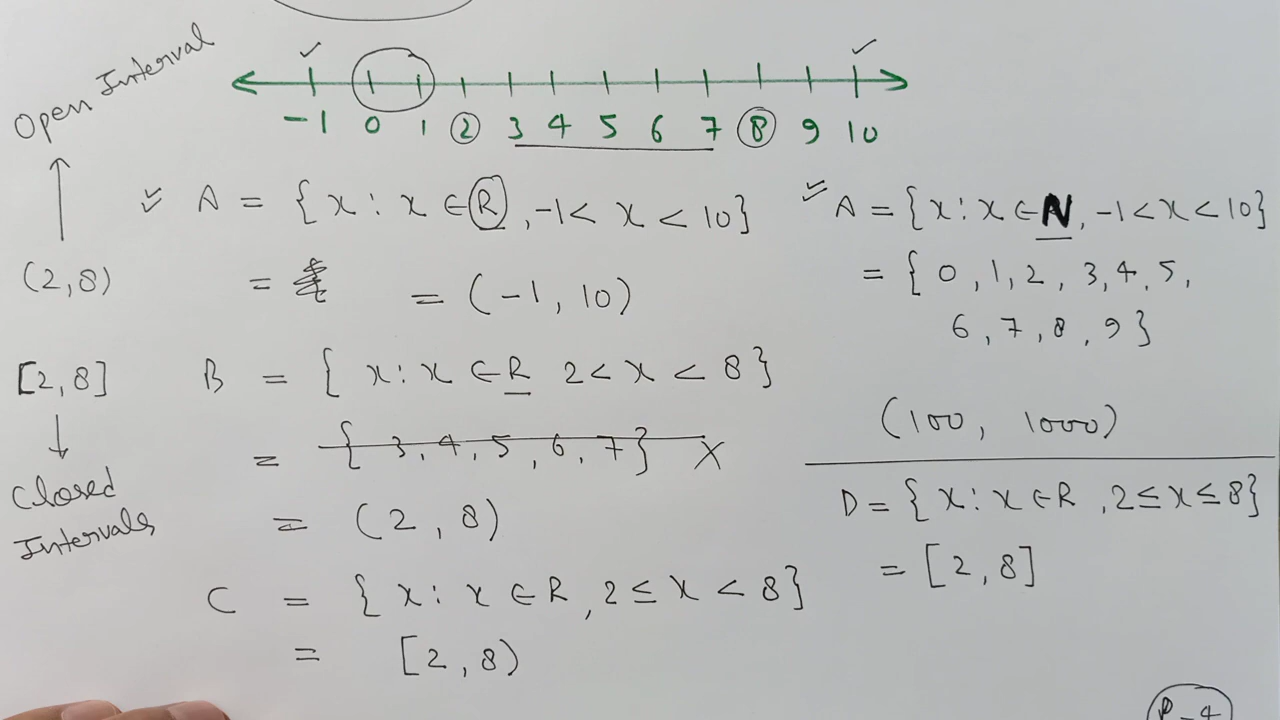 Open Interval
-1 0 1 2 3 4 5 6 7 8 9 10
A = {x : x ∈ R, -1 < x < 10}
= (-1, 10)
A = {x : x ∈ N, -1 < x < 10}
= { 0, 1, 2, 3, 4, 5,
6, 7, 8, 9 }
(2, 8)
[2, 8]
Closed
Intervals
B = { x : x ∈ R 2 < x < 8 }
= { 3, 4, 5, 6, 7 } X
= (2, 8)
C = { x : x ∈ R, 2 ≤ x < 8 }
= [2, 8)
(100, 1000)
D = { x : x ∈ R, 2 ≤ x ≤ 8 }
= [2, 8]
P-4